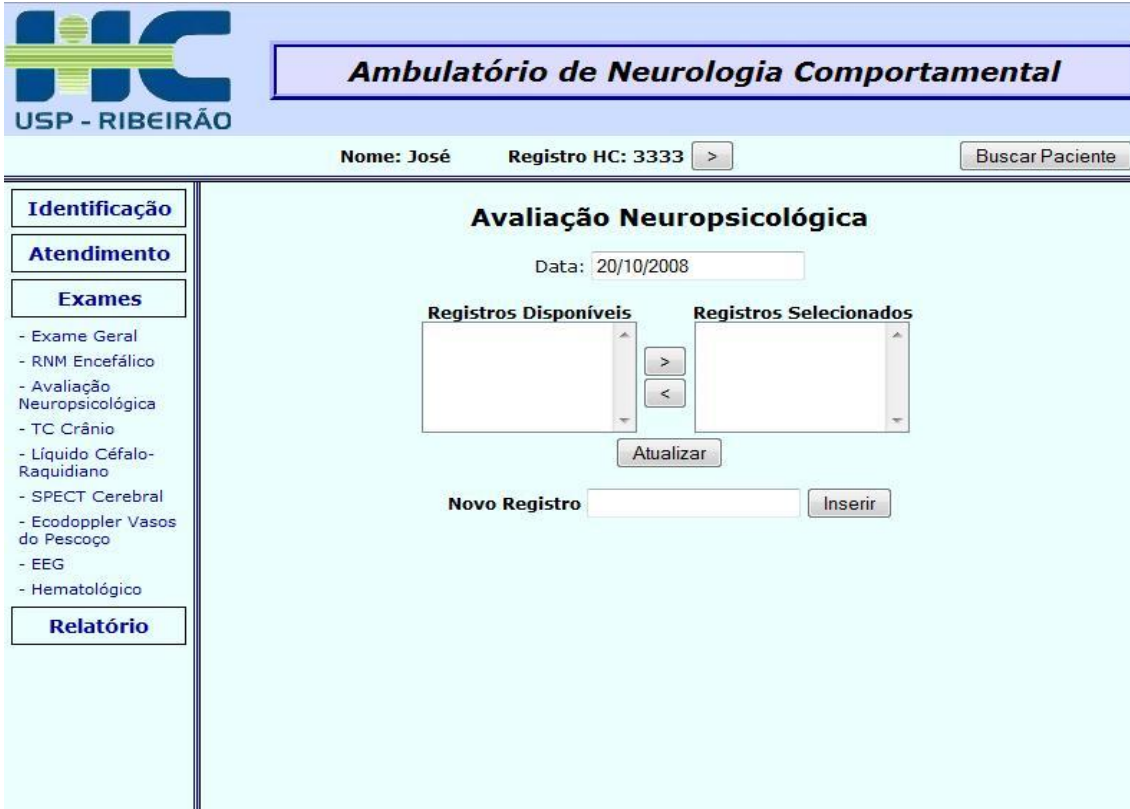 HC
USP - RIBEIRÃO
Ambulatório de Neurologia Comportamental
Nome: José Registro HC: 3333 > Buscar Paciente
Identificação
Atendimento
Exames
- Exame Geral
- RNM Encefálico
- Avaliação
Neuropsicológica
- TC Crânio
- Líquido Céfalo-
Raquidiano
- SPECT Cerebral
- Ecodoppler Vasos
do Pescoço
- EEG
- Hematológico
Relatório
Avaliação Neuropsicológica
Data: 20/10/2008
Registros Disponíveis Registros Selecionados
>
<
Atualizar
Novo Registro Inserir